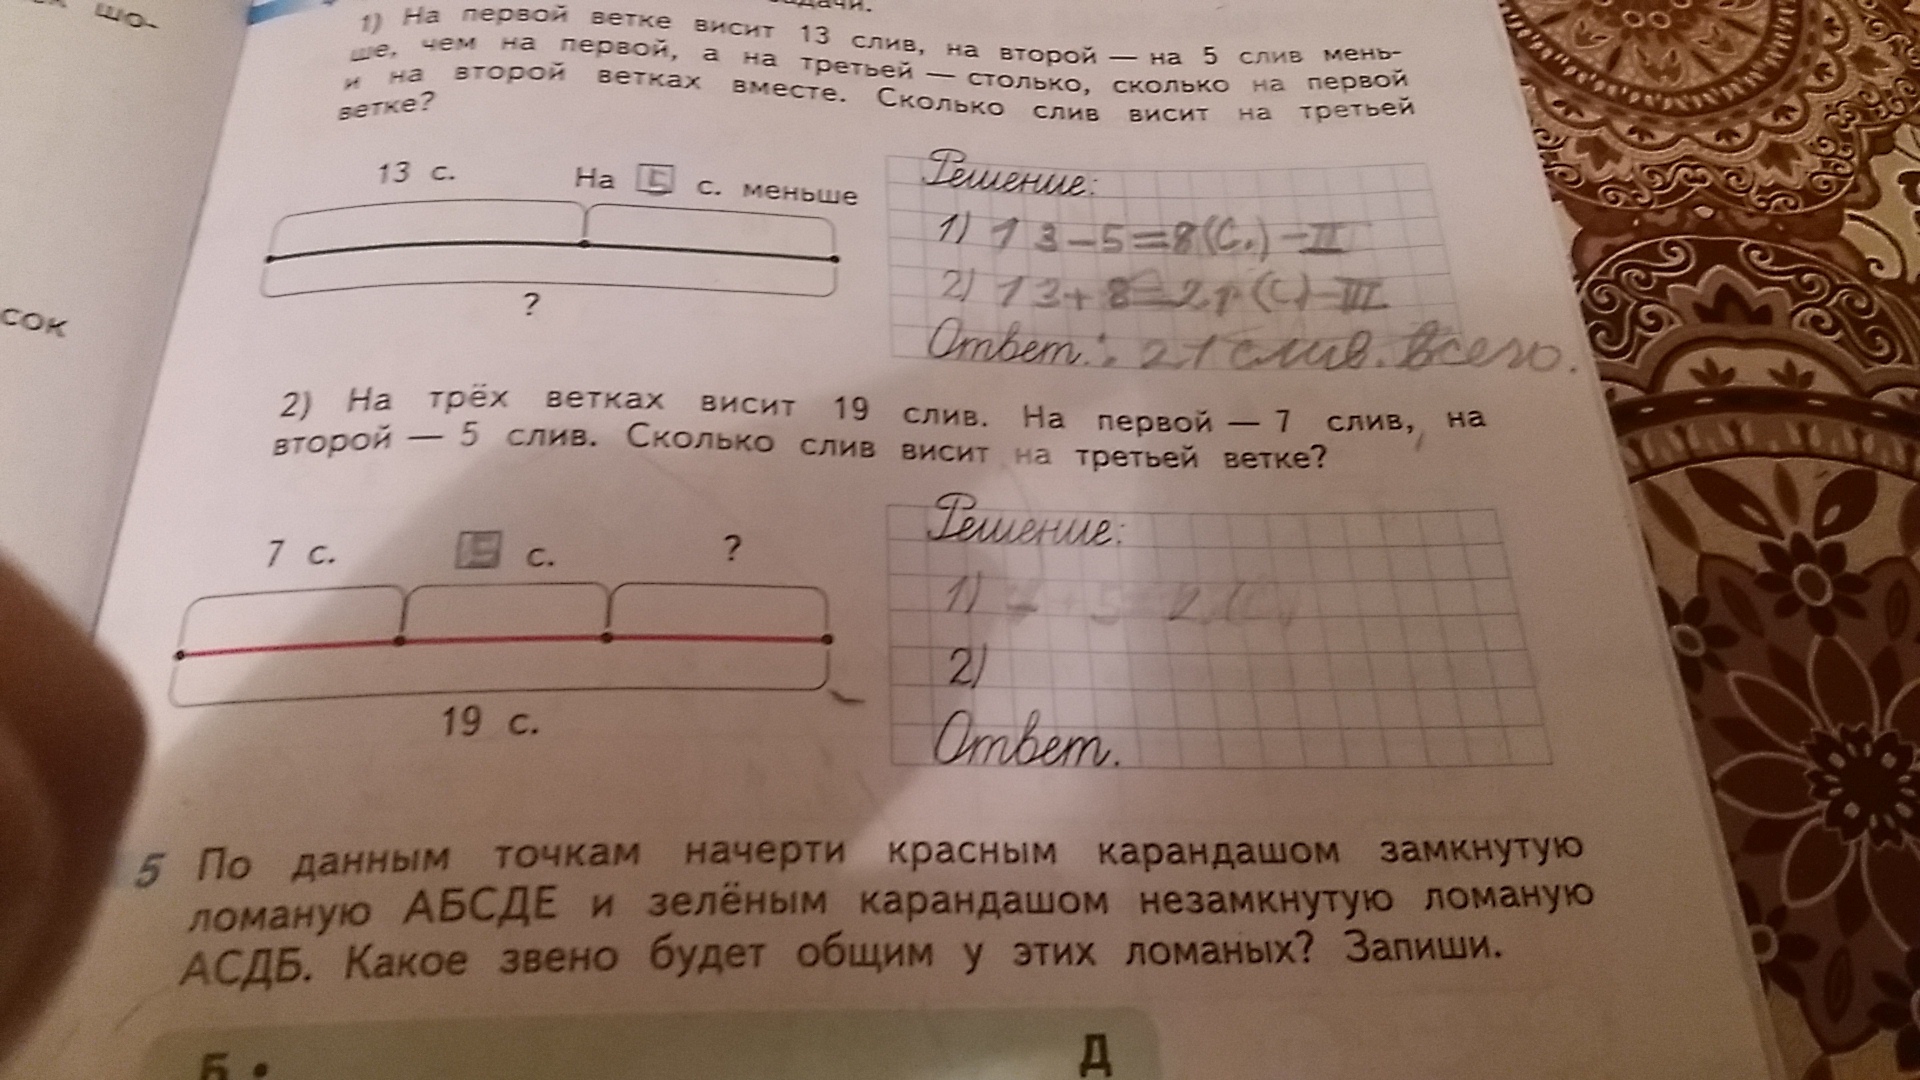 шо-
сок
задачи.
1) На первой ветке висит 13 слив, на второй — на 5 слив мень-
ше, чем на первой, а на третьей — столько, сколько на первой
и на второй ветках вместе. Сколько слив висит на третьей
ветке?
13 с. На 5 с. меньше
?
Решение:
1) 13-5=8(С.)-II
2) 13+8=21(С)-III
Ответ.: 21 слив. всего.
2) На трёх ветках висит 19 слив. На первой — 7 слив, на
второй — 5 слив. Сколько слив висит на третьей ветке?
7 с. 5 с. ?
19 с.
Решение:
1)
2)
Ответ.
5 По данным точкам начерти красным карандашом замкнутую
ломаную АБСДЕ и зелёным карандашом незамкнутую ломаную
АСДБ. Какое звено будет общим у этих ломаных? Запиши.
Б Д